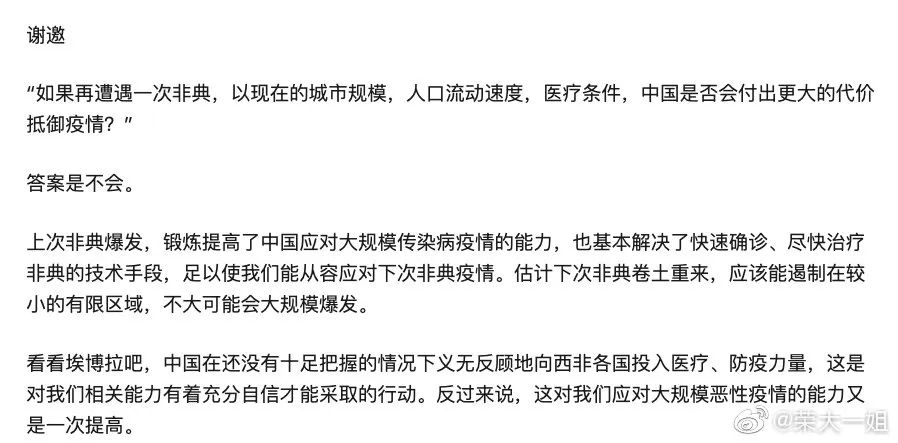 谢邀
“如果再遭遇一次非典，以现在的城市规模，人口流动速度，医疗条件，中国是否会付出更大的代价
抵御疫情？”
答案是不会。
上次非典爆发，锻炼提高了中国应对大规模传染病疫情的能力，也基本解决了快速确诊、尽快治疗
非典的技术手段，足以使我们能从容应对下次非典疫情。估计下次非典卷土重来，应该能遏制在较
小的有限区域，不大可能会大规模爆发。
看看埃博拉吧，中国在还没有十足把握的情况下义无反顾地向西非各国投入医疗、防疫力量，这是
对我们相关能力有着充分自信才能采取的行动。反过来说，这对我们应对大规模恶性疫情的能力又
是一次提高。
@荣大一姐